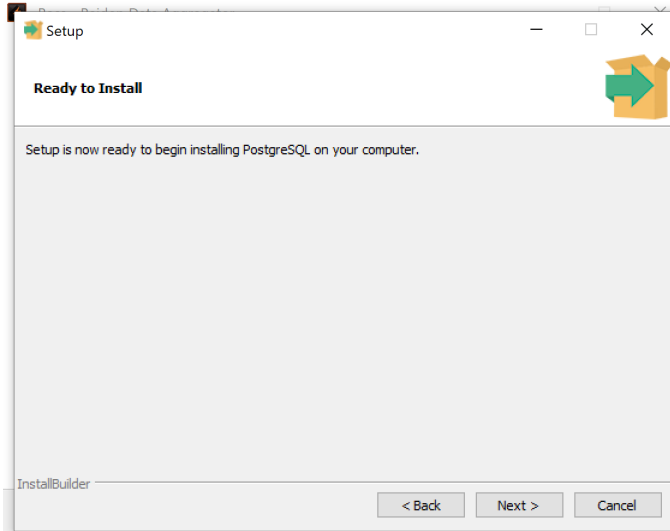 Setup
Ready to Install
Setup is now ready to begin installing PostgreSQL on your computer.
InstallBuilder
< Back
Next >
Cancel